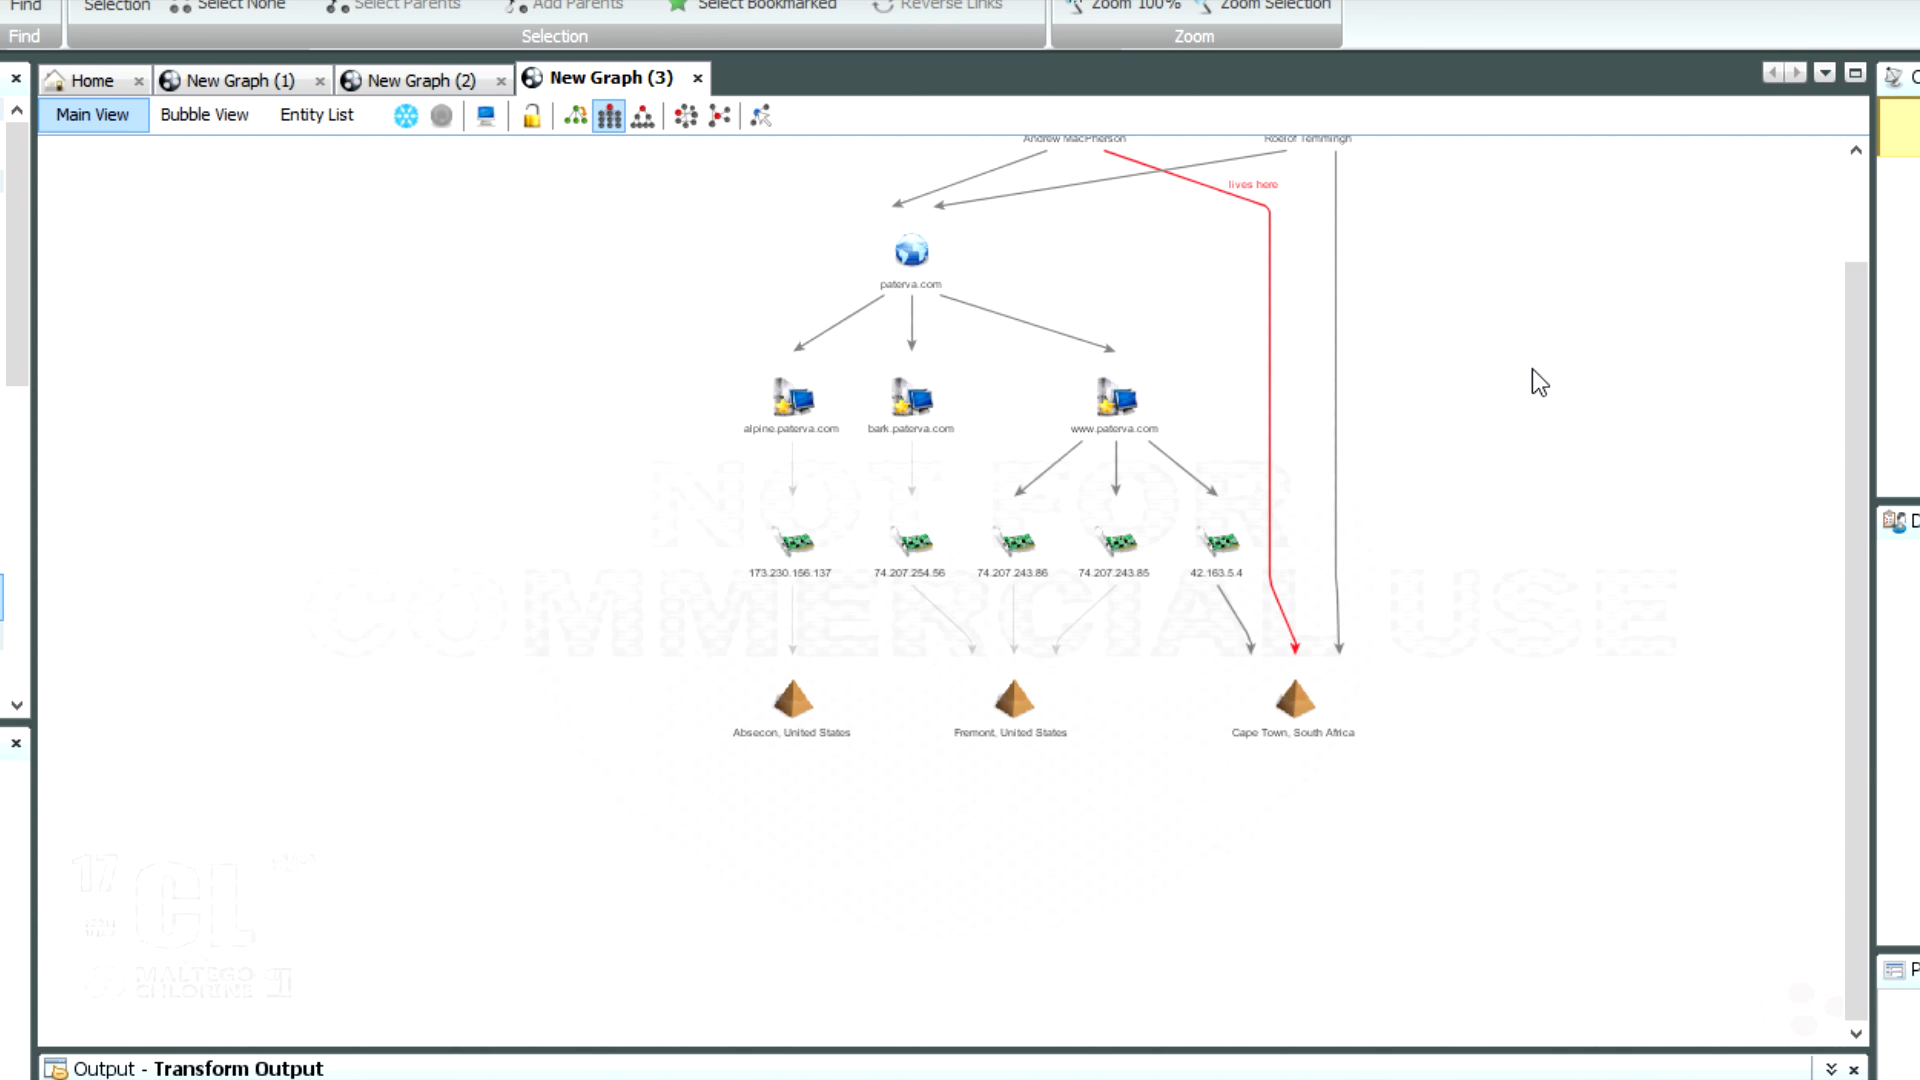 Find Selection Select None Select Parents Add Parents Select Bookmarked Reverse Links Zoom 100% Zoom Selection
Find Selection Zoom
Home New Graph (1) New Graph (2) New Graph (3)
Main View Bubble View Entity List
Andrew MacPherson Roelof Temmingh
lives here
paterva.com
alpine.paterva.com bark.paterva.com www.paterva.com
NOT FOR
173.230.156.137 74.207.254.56 74.207.243.86 74.207.243.85 42.163.5.4
COMMERCIAL USE
Absecon, United States Fremont, United States Cape Town, South Africa
17
CL
MALTEGO
CHLORINE
Output - Transform Output